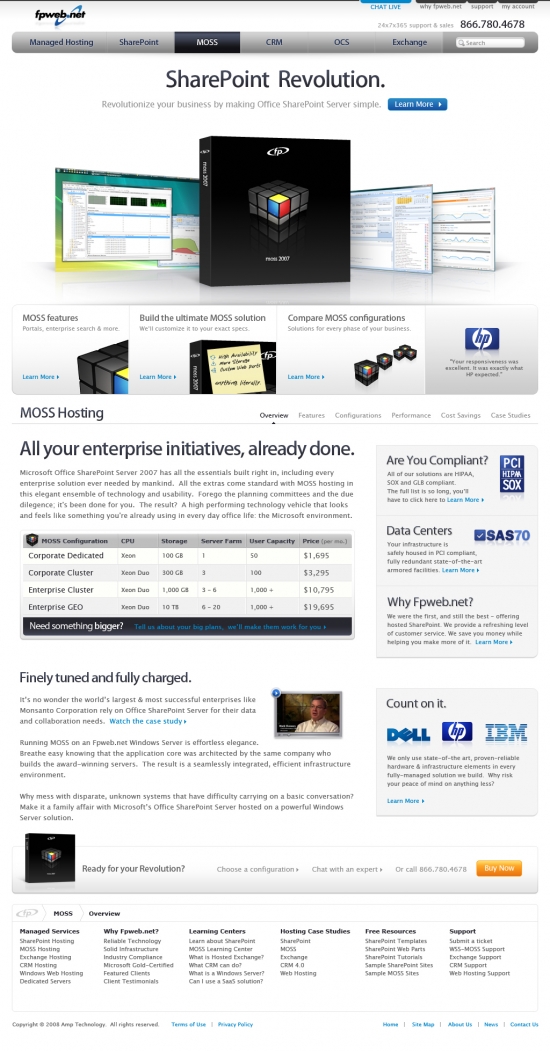 fpweb.net
CHAT LIVE
why fpweb.net
support
my account
24x7x365 support & sales 866.780.4678
Managed Hosting
SharePoint
MOSS
CRM
OCS
Exchange
Search
SharePoint Revolution.
Revolutionize your business by making Office SharePoint Server simple.
Learn More
fp
moss 2007
moss 2007
MOSS features
Portals, enterprise search & more.
Learn More
Build the ultimate MOSS solution
We'll customize it to your exact specs.
High Availability
More Storage
Custom Web Parts
anything, literally.
Learn More
Compare MOSS configurations
Solutions for every phase of your business.
Learn More
hp
"Your responsiveness was
excellent. It was exactly what
HP expected."
MOSS Hosting
Overview
Features
Configurations
Performance
Cost Savings
Case Studies
All your enterprise initiatives, already done.
Microsoft Office SharePoint Server 2007 has all the essentials built right in, including every
enterprise solution ever needed by mankind. All the extras come standard with MOSS hosting in
this elegant ensemble of technology and usability. Forego the planning committees and the due
dilegence; it's been done for you. The result? A high performing technology vehicle that looks
and feels like something you're already using in every day office life: the Microsoft environment.
MOSS Configuration CPU Storage Server Farm User Capacity Price (per mo.)
Corporate Dedicated Xeon 100 GB 1 50 $1,695
Corporate Cluster Xeon Duo 300 GB 3 100 $3,295
Enterprise Cluster Xeon Duo 1,000 GB 3 – 6 1,000 + $10,795
Enterprise GEO Xeon Duo 10 TB 6 – 20 1,000 + $19,695
Need something bigger? Tell us about your big plans, we'll make them work for you
Are You Compliant?
All of our solutions are HIPAA,
SOX and GLB compliant.
The full list is so long, you'll
have to click here to Learn More
PCI
HIPAA
SOX
Data Centers
Your infrastructure is
safely housed in PCI compliant,
fully redundant state-of-the-art
armored facilities. Learn More
SAS70
Why Fpweb.net?
We were the first, and still the best - offering
hosted SharePoint. We provide a refreshing level
of customer service. We save you money while
helping you make more of it. Learn More
Finely tuned and fully charged.
It's no wonder the world's largest & most successful enterprises like
Monsanto Corporation rely on Office SharePoint Server for their data
and collaboration needs. Watch the case study
Running MOSS on an Fpweb.net Windows Server is effortless elegance.
Breathe easy knowing that the application core was architected by the same company who
builds the award-winning servers. The result is a seamlessly integrated, efficient infrastructure
environment.
Why mess with disparate, unknown systems that have difficulty carrying on a basic conversation?
Make it a family affair with Microsoft's Office SharePoint Server hosted on a powerful Windows
Server solution.
Count on it.
DELL
hp
IBM
We only use state-of-the art, proven-reliable
hardware & infrastructure elements in every
fully-managed solution we build. Why risk
your peace of mind on anything less?
Learn More
Ready for your Revolution?
Choose a configuration
Chat with an expert
Or call 866.780.4678
Buy Now
fp
MOSS
Overview
Managed Services
SharePoint Hosting
MOSS Hosting
Exchange Hosting
CRM Hosting
Windows Web Hosting
Dedicated Servers
Why Fpweb.net?
Reliable Technology
Solid Infrastructure
Industry Compliance
Microsoft Gold-Certified
Featured Clients
Client Testimonials
Learning Centers
Learn about SharePoint
MOSS Learning Center
What is Hosted Exchange?
What CRM can do?
What is a Windows Server?
Can I use a SaaS solution?
Hosting Case Studies
SharePoint
MOSS
Exchange
CRM 4.0
Web Hosting
Free Resources
SharePoint Templates
SharePoint Web Parts
SharePoint Tutorials
Sample SharePoint Sites
Sample MOSS Sites
Support
Submit a ticket
WSS-MOSS Support
Exchange Support
CRM Support
Web Hosting Support
Copyright © 2008 Amp Technology. All rights reserved. Terms of Use | Privacy Policy
Home | Site Map | About Us | News | Contact Us